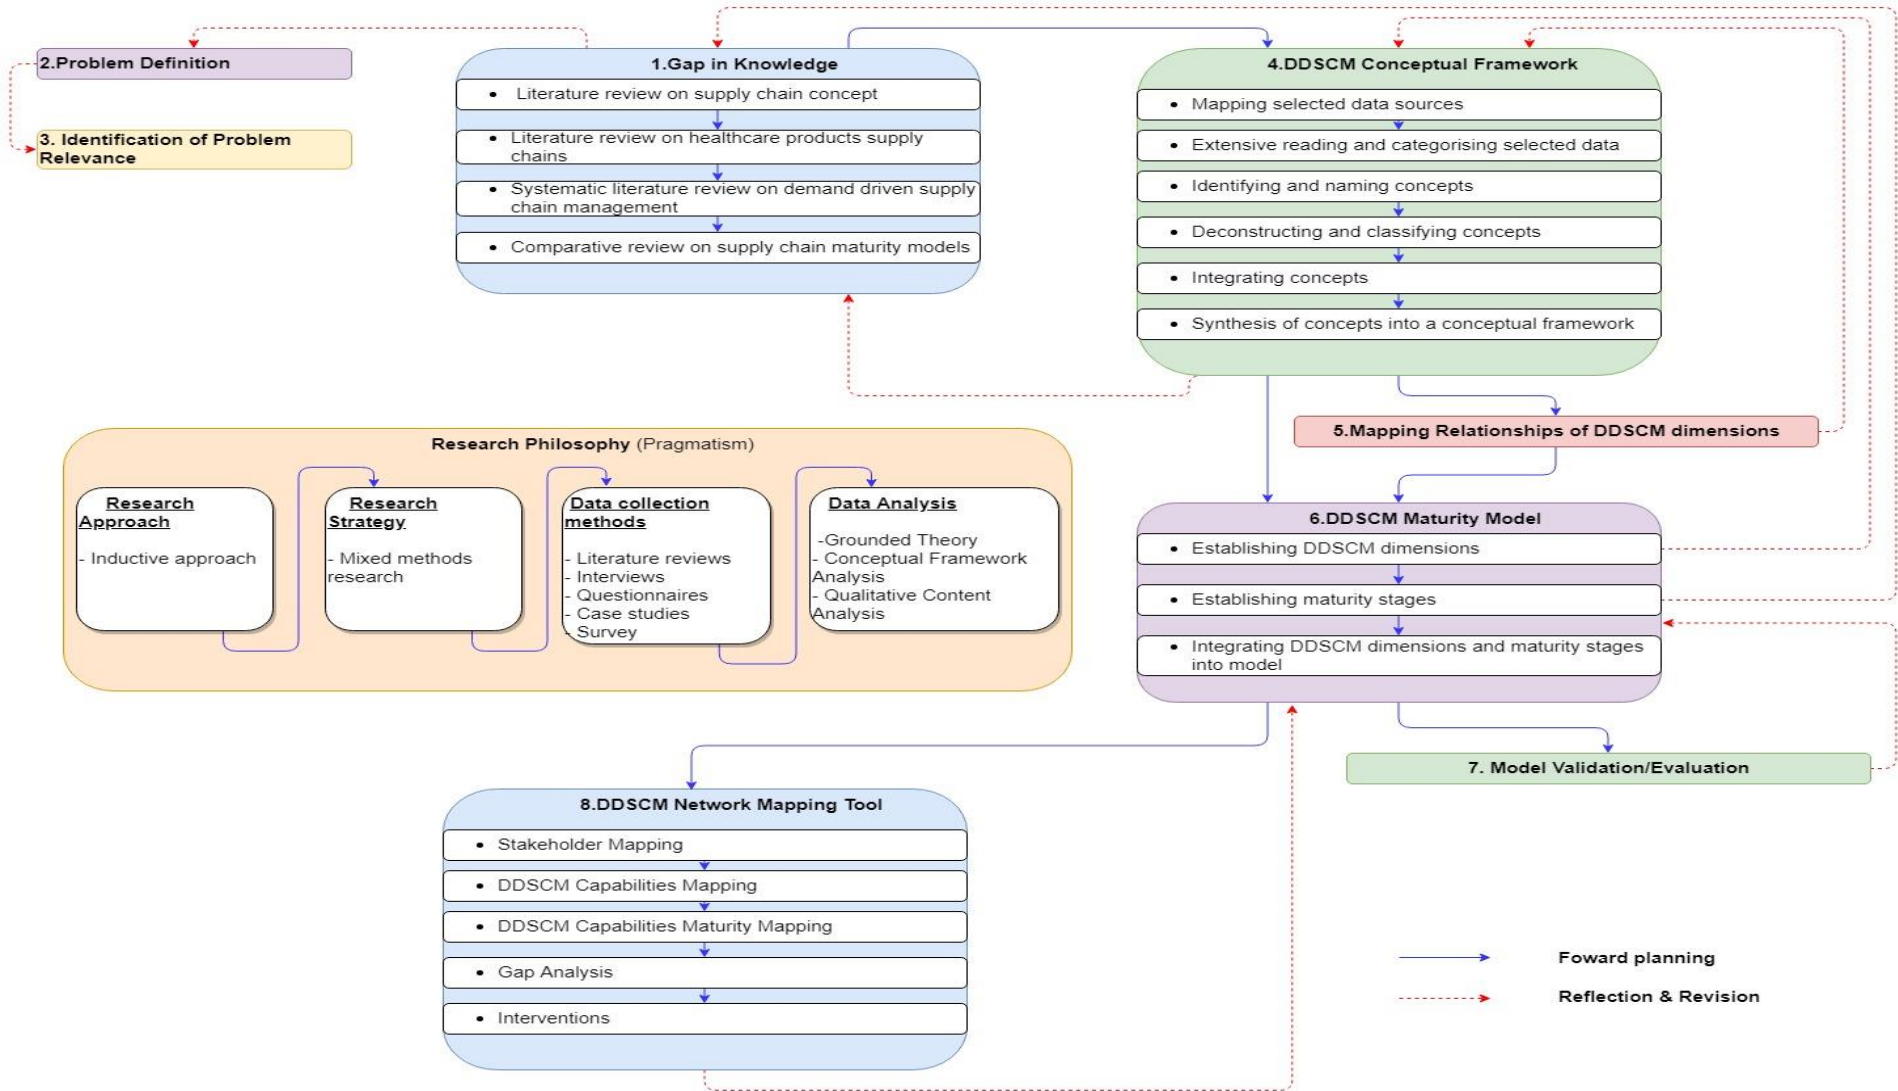 2.Problem Definition
3. Identification of Problem
Relevance
1.Gap in Knowledge
• Literature review on supply chain concept
• Literature review on healthcare products supply
chains
• Systematic literature review on demand driven supply
chain management
• Comparative review on supply chain maturity models
4.DDSCM Conceptual Framework
• Mapping selected data sources
• Extensive reading and categorising selected data
• Identifying and naming concepts
• Deconstructing and classifying concepts
• Integrating concepts
• Synthesis of concepts into a conceptual framework
5.Mapping Relationships of DDSCM dimensions
Research Philosophy (Pragmatism)
Research
Approach
- Inductive approach
Research
Strategy
- Mixed methods
research
Data collection
methods
- Literature reviews
- Interviews
- Questionnaires
- Case studies
- Survey
Data Analysis
-Grounded Theory
- Conceptual Framework
Analysis
- Qualitative Content
Analysis
6.DDSCM Maturity Model
• Establishing DDSCM dimensions
• Establishing maturity stages
• Integrating DDSCM dimensions and maturity stages
into model
7. Model Validation/Evaluation
8.DDSCM Network Mapping Tool
• Stakeholder Mapping
• DDSCM Capabilities Mapping
• DDSCM Capabilities Maturity Mapping
• Gap Analysis
• Interventions
Foward planning
Reflection & Revision